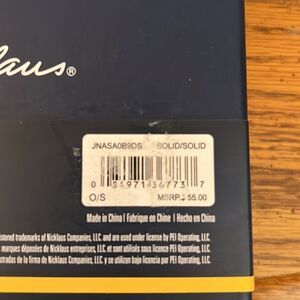 laus®
JNASA0B9DS SOLID/SOLID
0 84971 36773 7
O/S MSRP: $ 55.00
Made in China | Fabriqué en Chine | Hecho en China
stered trademarks of Nicklaus Companies, LLC. and are used under license by PEI Operating, LLC.
marques déposées de Nicklaus entreprises, LLC. et sont utilisés sous licence PEI Operating, LLC.
stradas de la firma de Nicklaus Companies, LLC. y se utilizan bajo licencia por PEI Operating, LLC.